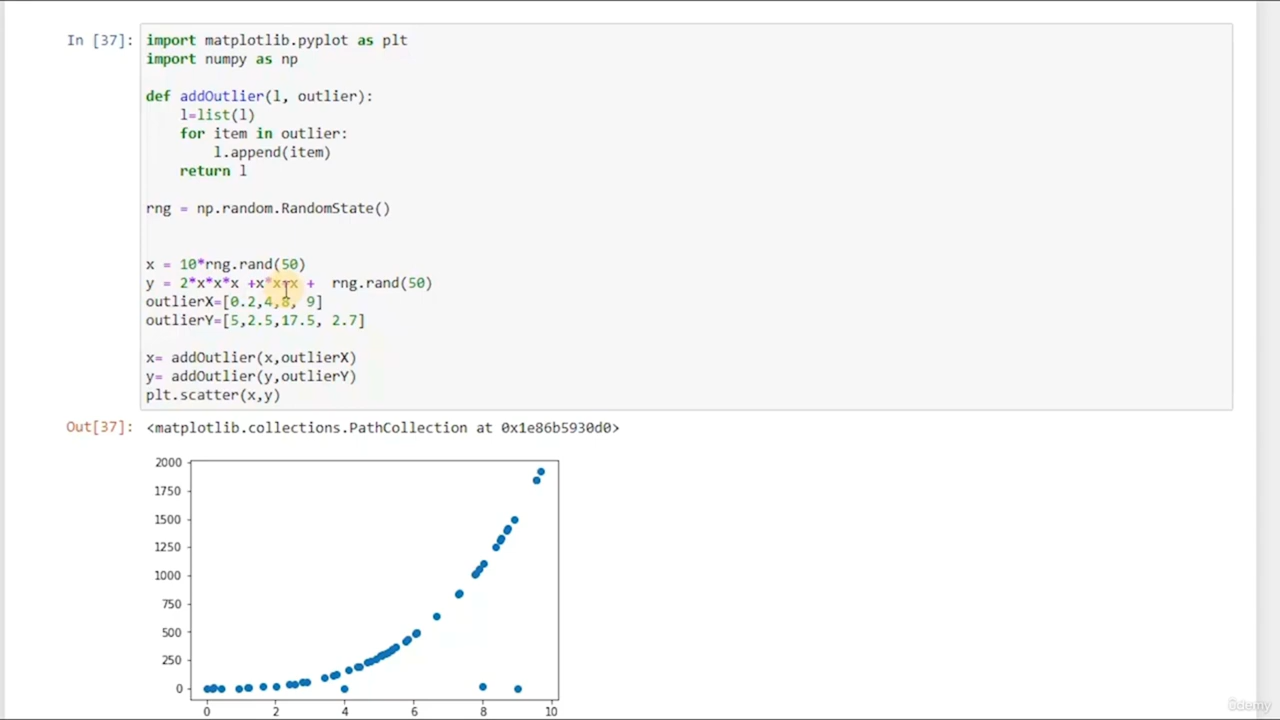 In [37]: import matplotlib.pyplot as plt
import numpy as np
def addOutlier(l, outlier):
l=list(l)
for item in outlier:
l.append(item)
return l
rng = np.random.RandomState()
x = 10*rng.rand(50)
y = 2*x*x*x +x*x+x + rng.rand(50)
outlierX=[0.2,4,8, 9]
outlierY=[5,2.5,17.5, 2.7]
x= addOutlier(x,outlierX)
y= addOutlier(y,outlierY)
plt.scatter(x,y)
Out[37]: <matplotlib.collections.PathCollection at 0x1e86b5930d0>
2000
1750
1500
1250
1000
750
500
250
0
0 2 4 6 8 10
ûdemy